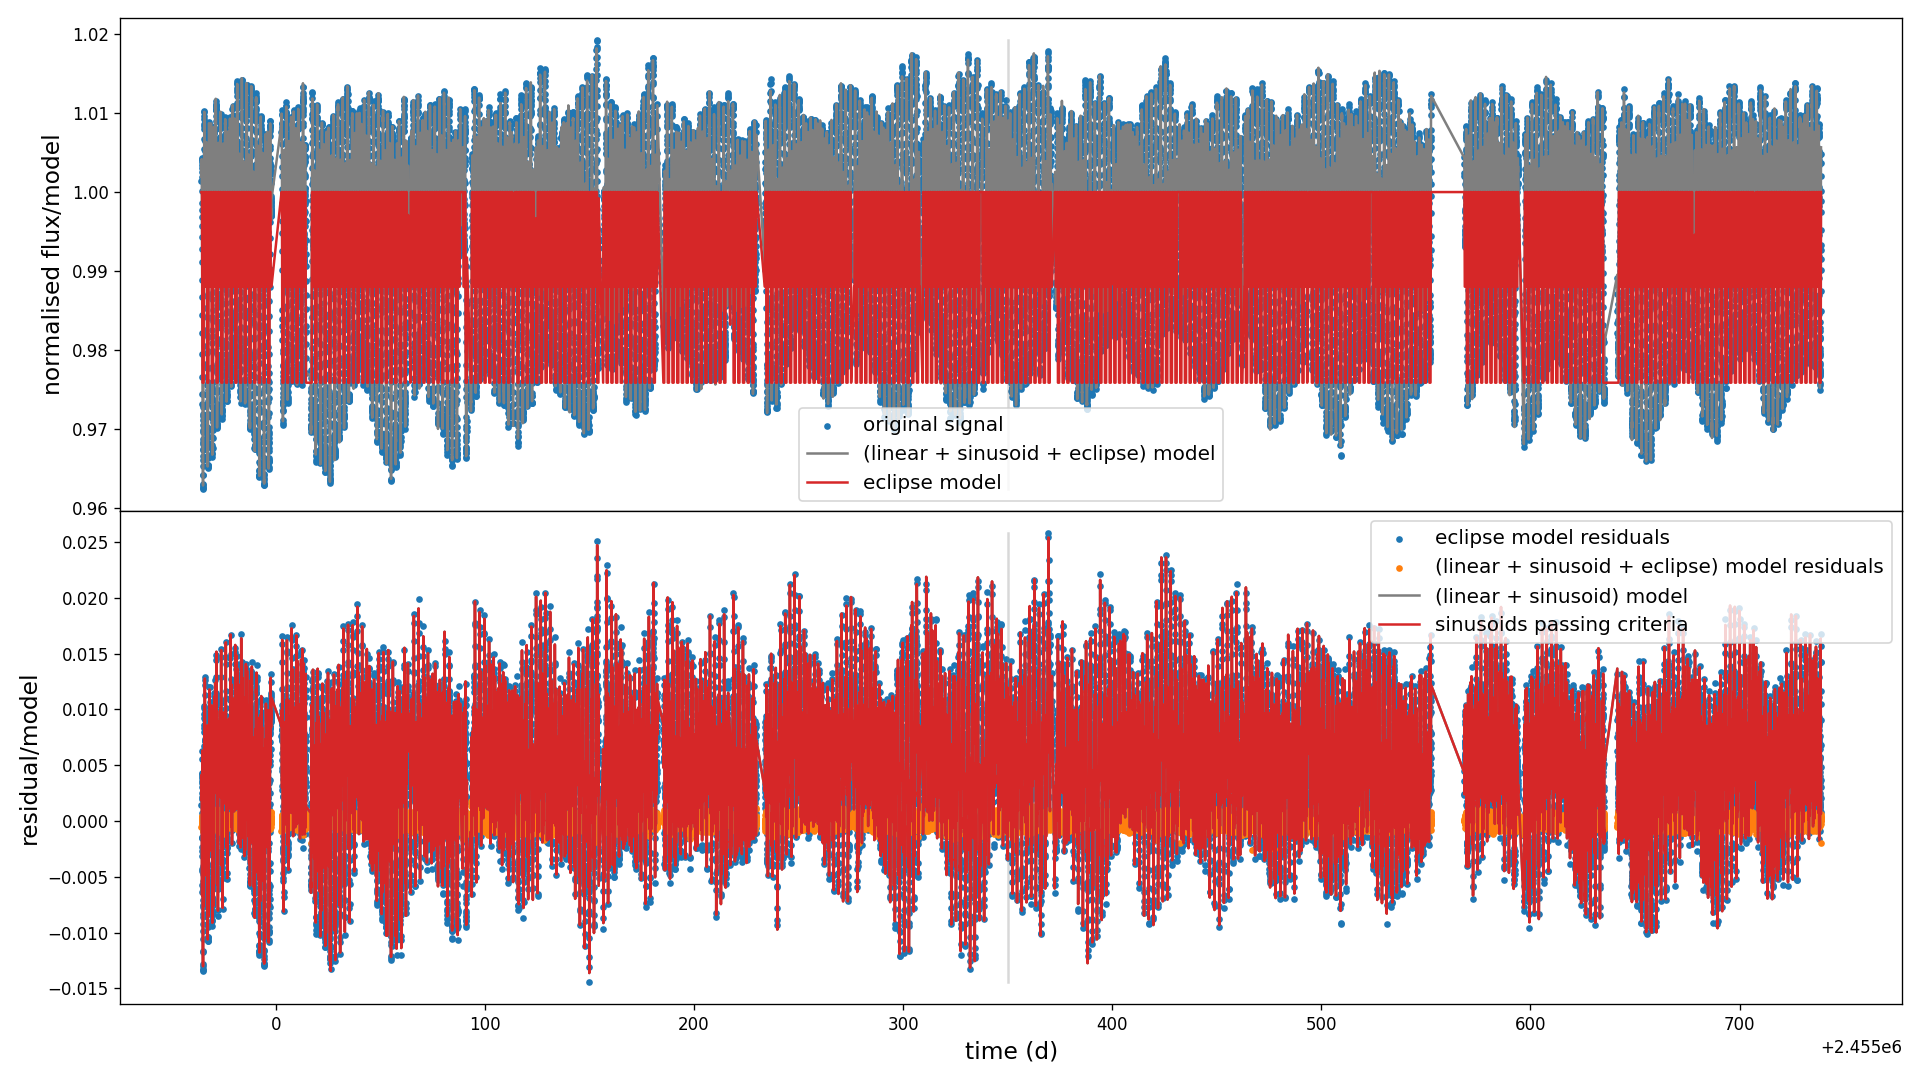 normalised flux/model
1.02
1.01
1.00
0.99
0.98
0.97
0.96
original signal
(linear + sinusoid + eclipse) model
eclipse model
residual/model
0.025
0.020
0.015
0.010
0.005
0.000
−0.005
−0.010
−0.015
eclipse model residuals
(linear + sinusoid + eclipse) model residuals
(linear + sinusoid) model
sinusoids passing criteria
0 100 200 300 400 500 600 700
time (d)
+2.455e6